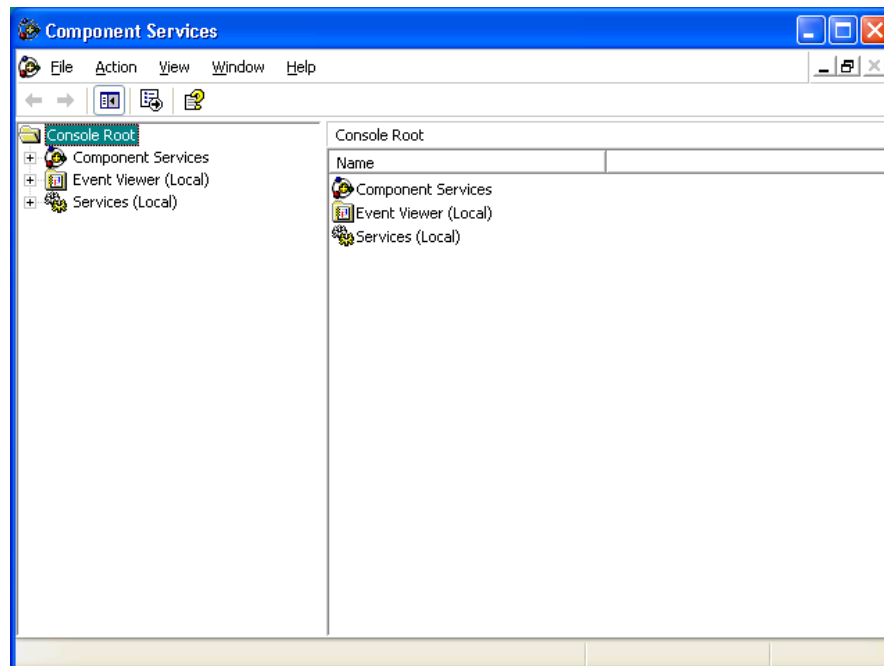 Component Services
File Action View Window Help
Console Root
Component Services
Event Viewer (Local)
Services (Local)
Console Root
Name
Component Services
Event Viewer (Local)
Services (Local)